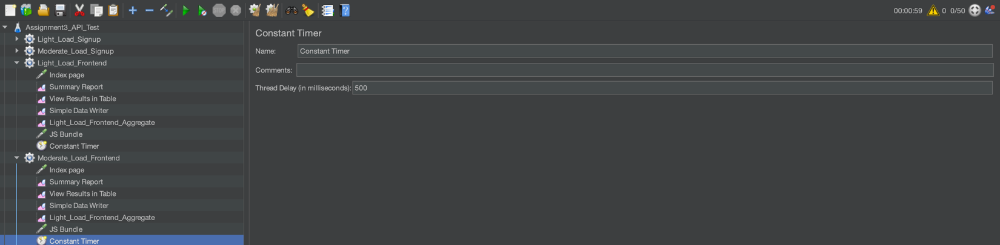 00:00:59 0 0/50
Assignment3_API_Test
Light_Load_Signup
Moderate_Load_Signup
Light_Load_Frontend
Index page
Summary Report
View Results in Table
Simple Data Writer
Light_Load_Frontend_Aggregate
JS Bundle
Constant Timer
Moderate_Load_Frontend
Index page
Summary Report
View Results in Table
Simple Data Writer
Light_Load_Frontend_Aggregate
JS Bundle
Constant Timer
Constant Timer
Name: Constant Timer
Comments:
Thread Delay (in milliseconds): 500